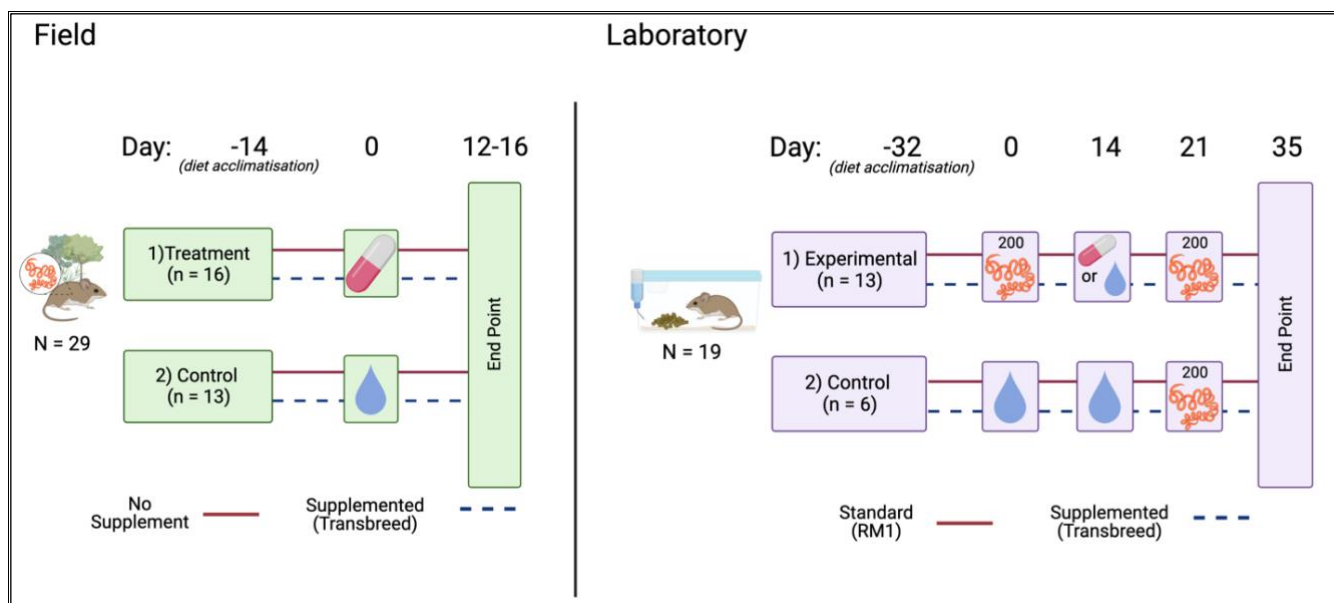 Field
Day: -14 0 12-16
(diet acclimatisation)
1)Treatment
(n = 16)
N = 29
2) Control
(n = 13)
End Point
No
Supplement
Supplemented
(Transbreed)
Laboratory
Day: -32 0 14 21 35
(diet acclimatisation)
1) Experimental
(n = 13)
200
or
200
N = 19
2) Control
(n = 6)
200
End Point
Standard
(RM1)
Supplemented
(Transbreed)